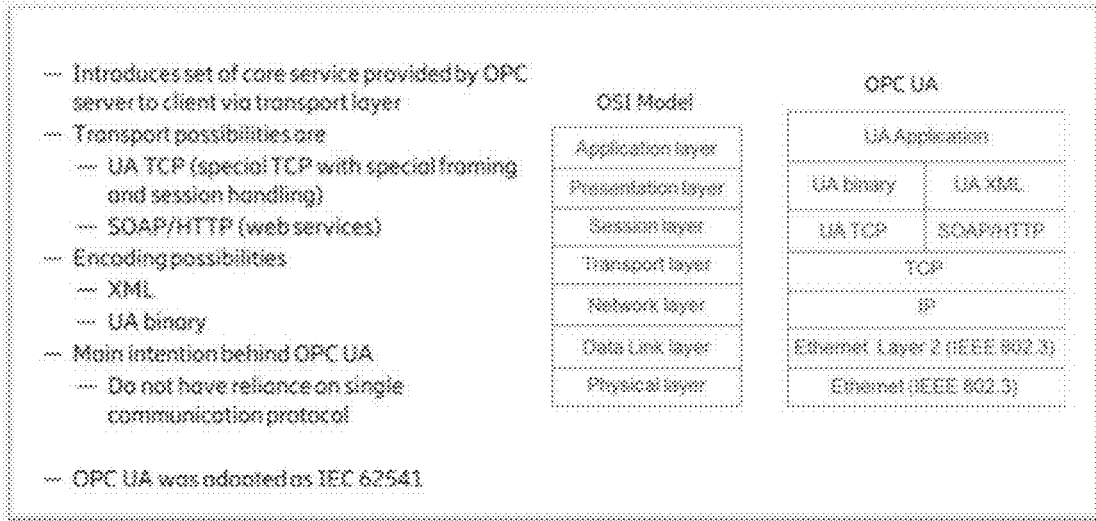 — Introduces set of core service provided by OPC
server to client via transport layer
— Transport possibilities are
— UA TCP (special TCP with special framing
and session handling)
— SOAP/HTTP (web services)
— Encoding possibilities
— XML
— UA binary
— Main intention behind OPC UA
— Do not have reliance on single
communication protocol
— OPC UA was adopted as IEC 62541
OSI Model
Application layer
Presentation layer
Session layer
Transport layer
Network layer
Data Link layer
Physical layer
OPC UA
UA Application
UA binary
UA XML
UA TCP
SOAP/HTTP
TCP
IP
Ethernet Layer 2 (IEEE 802.3)
Ethernet (IEEE 802.3)